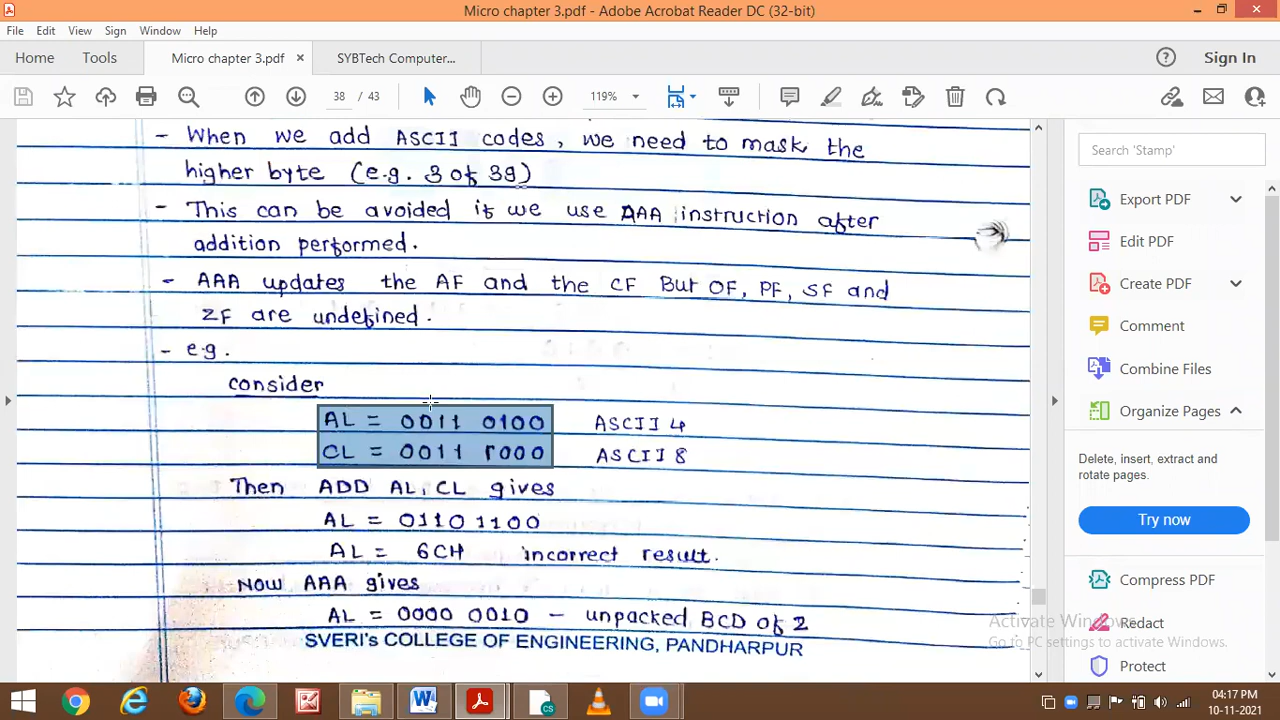 Micro chapter 3.pdf - Adobe Acrobat Reader DC (32-bit)
File Edit View Sign Window Help
Home Tools Micro chapter 3.pdf × SYBTech Computer... Sign In
38 / 43 119%
- When we add ASCII codes, we need to mask the
higher byte (e.g. 3 of 39)
- This can be avoided if we use AAA instruction after
addition performed.
- AAA updates the AF and the CF But OF, PF, SF and
ZF are undefined.
- e.g.
consider
AL = 0011 0100 ASCII 4
CL = 0011 1000 ASCII 8
Then ADD AL, CL gives
AL = 0110 1100
AL = 6CH incorrect result.
Now AAA gives
AL = 0000 0010 - unpacked BCD of 2
SVERI's COLLEGE OF ENGINEERING, PANDHARPUR
Search 'Stamp'
Export PDF
Edit PDF
Create PDF
Comment
Combine Files
Organize Pages
Delete, insert, extract and
rotate pages.
Try now
Compress PDF
Redact
Protect
Activate Windows
Go to PC settings to activate Windows.
04:17 PM
10-11-2021